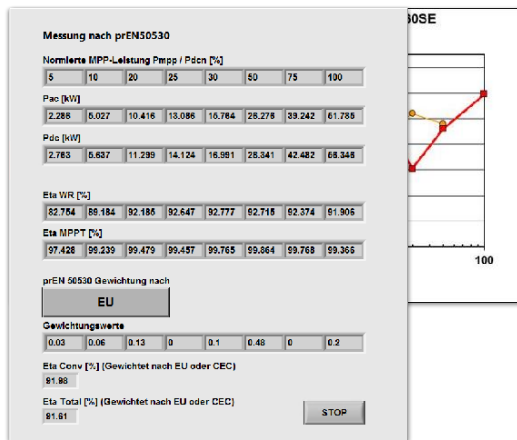 Messung nach prEN50530
Normierte MPP-Leistung Pmpp / Pdcn [%]
5 10 20 25 30 50 75 100
Pac [kW]
2.286 5.027 10.416 13.086 15.764 26.276 39.242 61.785
Pdc [kW]
2.763 5.637 11.299 14.124 16.991 28.341 42.482 66.346
Eta WR [%]
82.754 89.184 92.185 92.647 92.777 92.715 92.374 91.906
Eta MPPT [%]
97.428 99.239 99.479 99.457 99.765 99.864 99.768 99.366
prEN 50530 Gewichtung nach
EU
Gewichtungswerte
0.03 0.06 0.13 0 0.1 0.48 0 0.2
Eta Conv [%] (Gewichtet nach EU oder CEC)
91.98
Eta Total [%] (Gewichtet nach EU oder CEC)
91.61
STOP
100